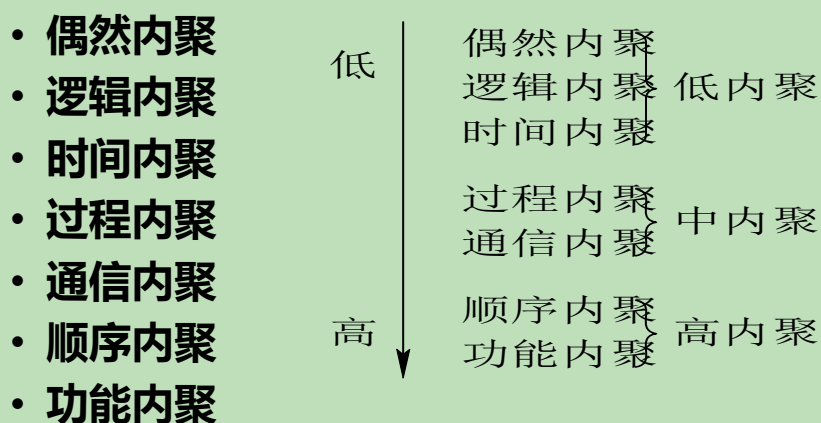 • 偶然内聚
• 逻辑内聚
• 时间内聚
• 过程内聚
• 通信内聚
• 顺序内聚
• 功能内聚
低
高
偶然内聚
逻辑内聚
时间内聚
低内聚
过程内聚
通信内聚
中内聚
顺序内聚
功能内聚
高内聚